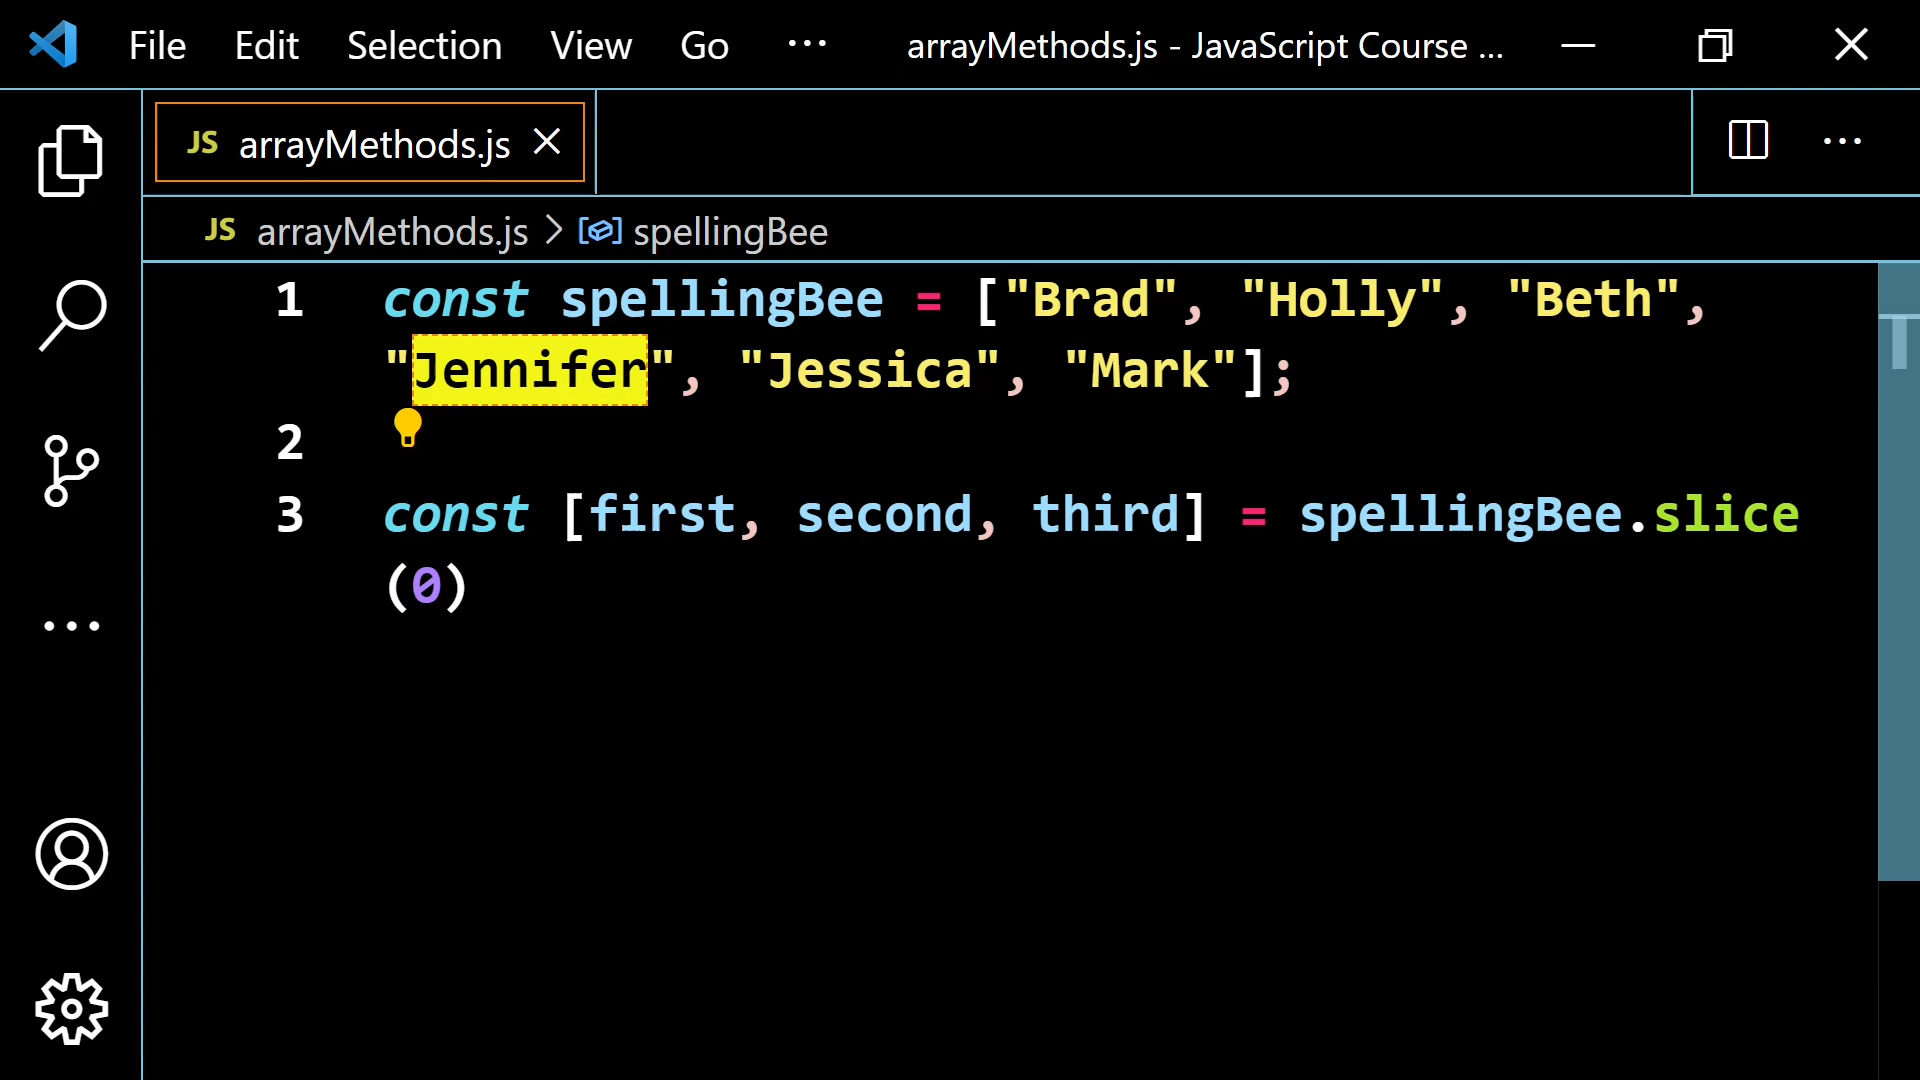 File Edit Selection View Go ... arrayMethods.js - JavaScript Course ...
JS arrayMethods.js
JS arrayMethods.js > spellingBee
1 const spellingBee = ["Brad", "Holly", "Beth",
"Jennifer", "Jessica", "Mark"];
2
3 const [first, second, third] = spellingBee.slice
(0)